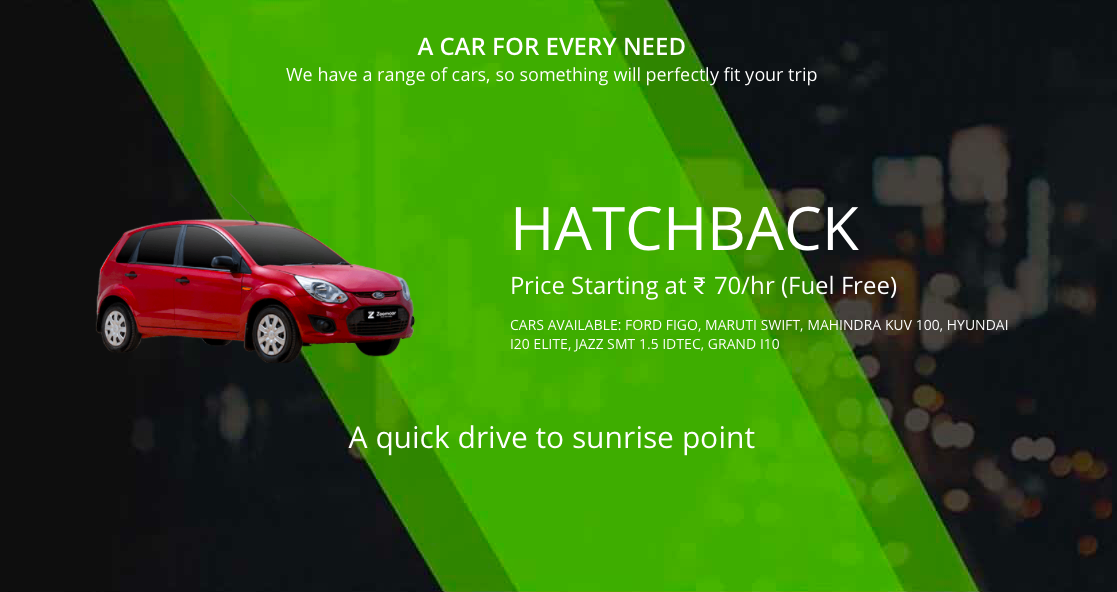 A CAR FOR EVERY NEED
We have a range of cars, so something will perfectly fit your trip
HATCHBACK
Price Starting at ₹ 70/hr (Fuel Free)
CARS AVAILABLE: FORD FIGO, MARUTI SWIFT, MAHINDRA KUV 100, HYUNDAI
I20 ELITE, JAZZ SMT 1.5 IDTEC, GRAND I10
Z Zoomcar
A quick drive to sunrise point